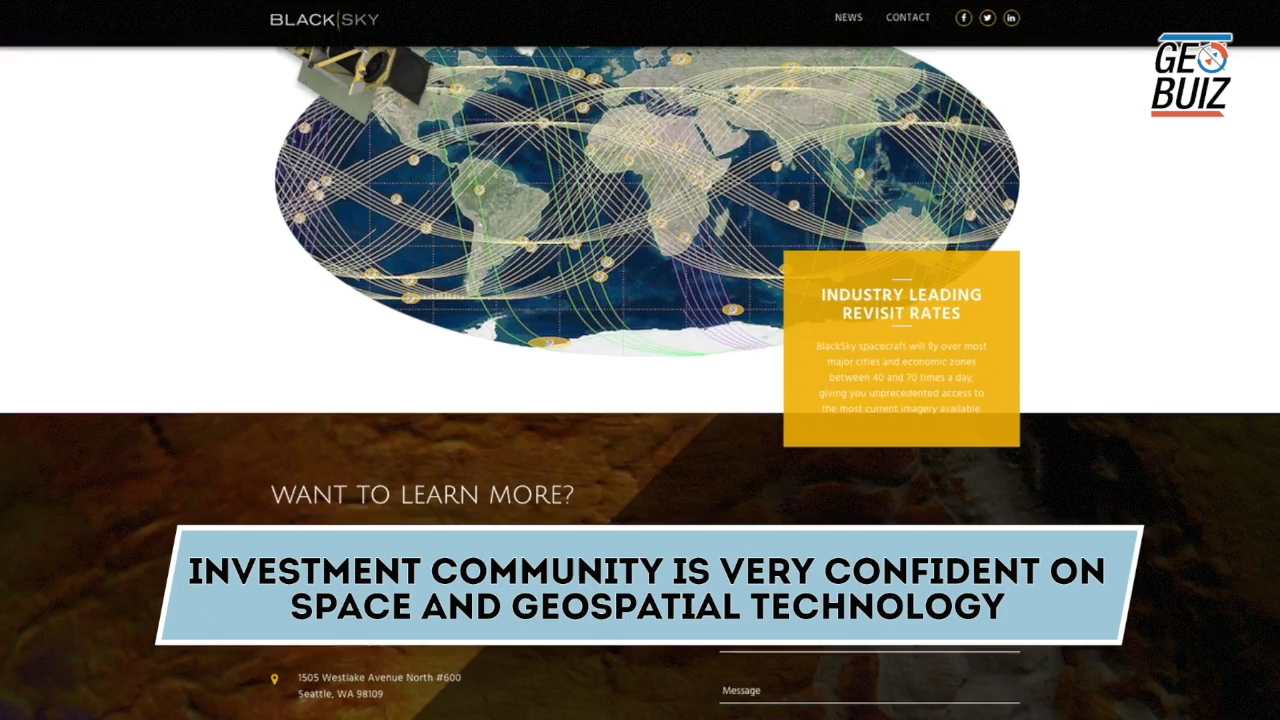 BLACK|SKY
NEWS
CONTACT
GEO
BUIZ
INDUSTRY LEADING
REVISIT RATES
BlackSky spacecraft will fly over most
major cities and economic zones
between 40 and 70 times a day,
giving you unprecedented access to
the most current imagery available
WANT TO LEARN MORE?
INVESTMENT COMMUNITY IS VERY CONFIDENT ON
SPACE AND GEOSPATIAL TECHNOLOGY
1505 Westlake Avenue North #600
Seattle, WA 98109
Message